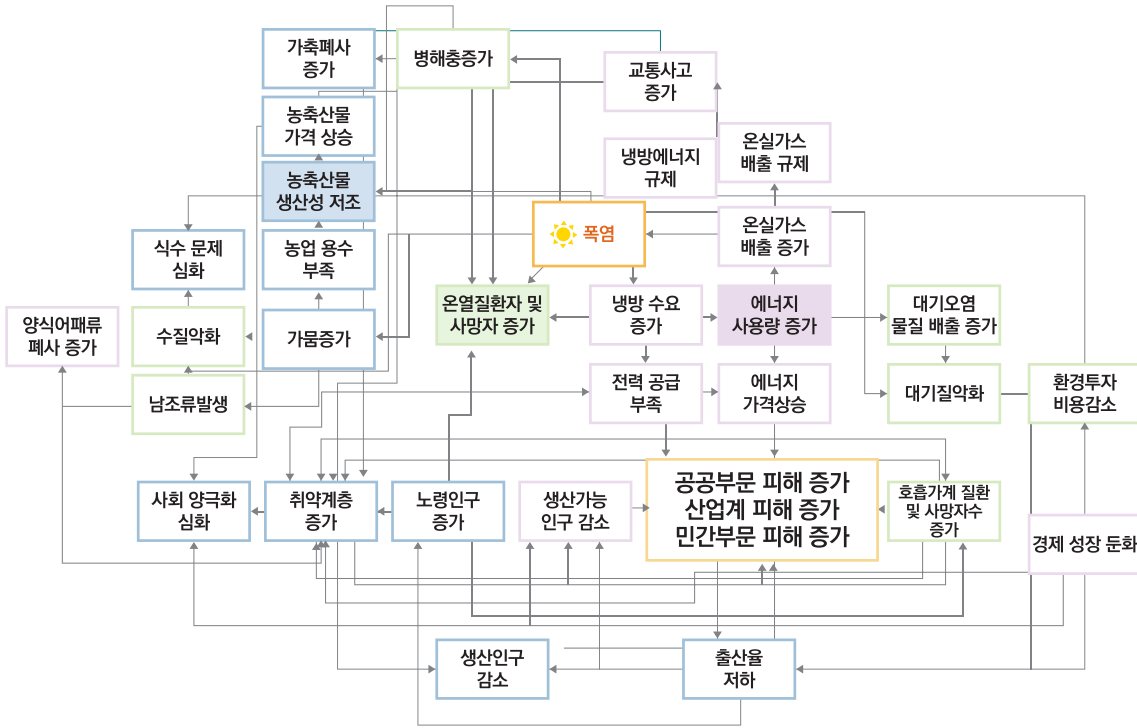 가축폐사
증가
병해충증가
교통사고
증가
농축산물
가격 상승
온실가스
배출 규제
냉방에너지
규제
농축산물
생산성 저조
폭염
온실가스
배출 증가
식수 문제
심화
농업 용수
부족
온열질환자 및
사망자 증가
냉방 수요
증가
에너지
사용량 증가
대기오염
물질 배출 증가
양식어패류
폐사 증가
수질악화
가뭄증가
남조류발생
전력 공급
부족
에너지
가격상승
대기질악화
환경투자
비용감소
사회 양극화
심화
취약계층
증가
노령인구
증가
생산가능
인구 감소
공공부문 피해 증가
산업계 피해 증가
민간부문 피해 증가
호흡가계 질환
및 사망자수
증가
경제 성장 둔화
생산인구
감소
출산율
저하